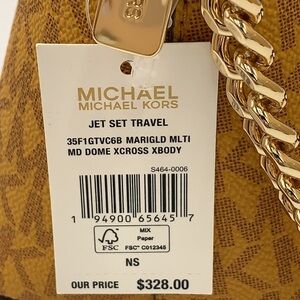 MICHAEL
MICHAEL KORS
JET SET TRAVEL
35F1GTVC6B MARIGLD MLTI
MD DOME XCROSS XBODY
S464-0006
1 94900 65645 7
FSC
MIX
Paper
FSC® C012345
NS
OUR PRICE $328.00